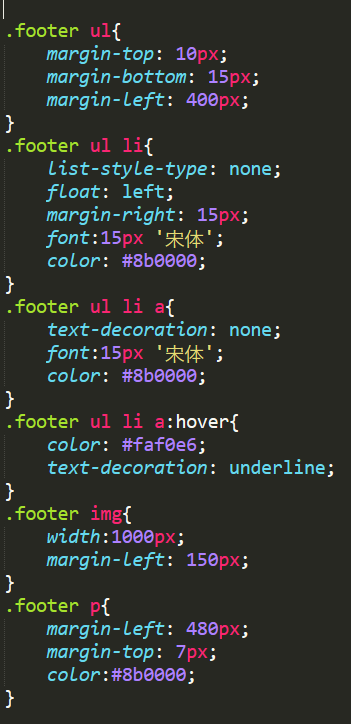 .footer ul{
margin-top: 10px;
margin-bottom: 15px;
margin-left: 400px;
}
.footer ul li{
list-style-type: none;
float: left;
margin-right: 15px;
font:15px '宋体';
color: #8b0000;
}
.footer ul li a{
text-decoration: none;
font:15px '宋体';
color: #8b0000;
}
.footer ul li a:hover{
color: #faf0e6;
text-decoration: underline;
}
.footer img{
width:1000px;
margin-left: 150px;
}
.footer p{
margin-left: 480px;
margin-top: 7px;
color:#8b0000;
}